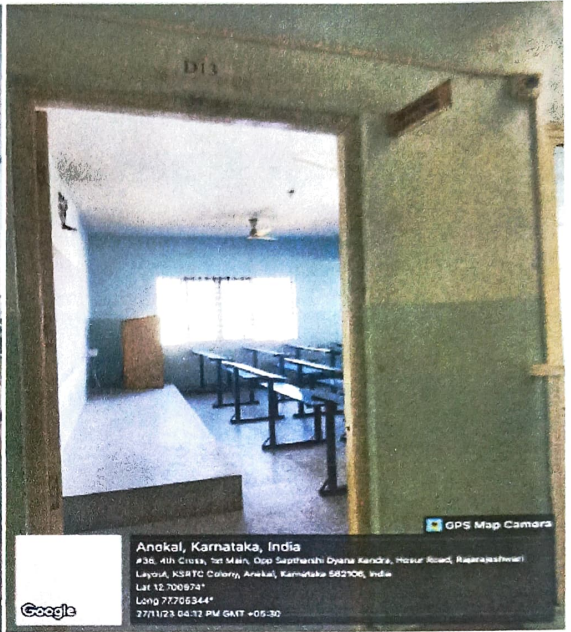 D13
GPS Map Camera
Anekal, Karnataka, India
#36, 4th Cross, 1st Main, Opp Saptharshi Dyana Kendra, Hosur Road, Rajarajeshwari
Layout, KSRTC Colony, Anekal, Karnataka 562106, India
Lat 12.700974°
Long 77.705344°
27/11/23 04:12 PM GMT +05:30
Google